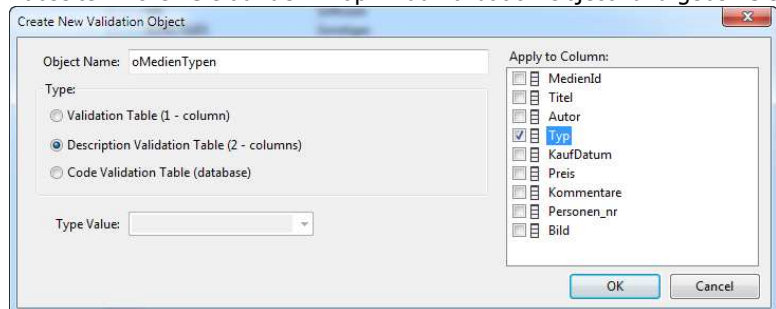 Create New Validation Object
Object Name: oMedienTypen
Type:
Validation Table (1 - column)
Description Validation Table (2 - columns)
Code Validation Table (database)
Type Value:
Apply to Column:
MedienId
Titel
Autor
Typ
KaufDatum
Preis
Kommentare
Personen_nr
Bild
OK
Cancel